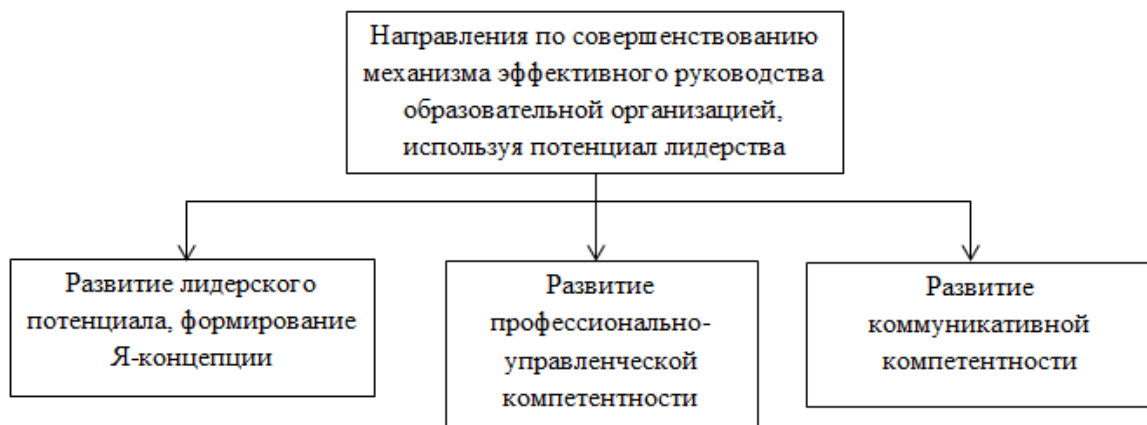 Направления по совершенствованию
механизма эффективного руководства
образовательной организацией,
используя потенциал лидерства
Развитие лидерского
потенциала, формирование
Я-концепции
Развитие
профессионально-
управленческой
компетентности
Развитие
коммуникативной
компетентности